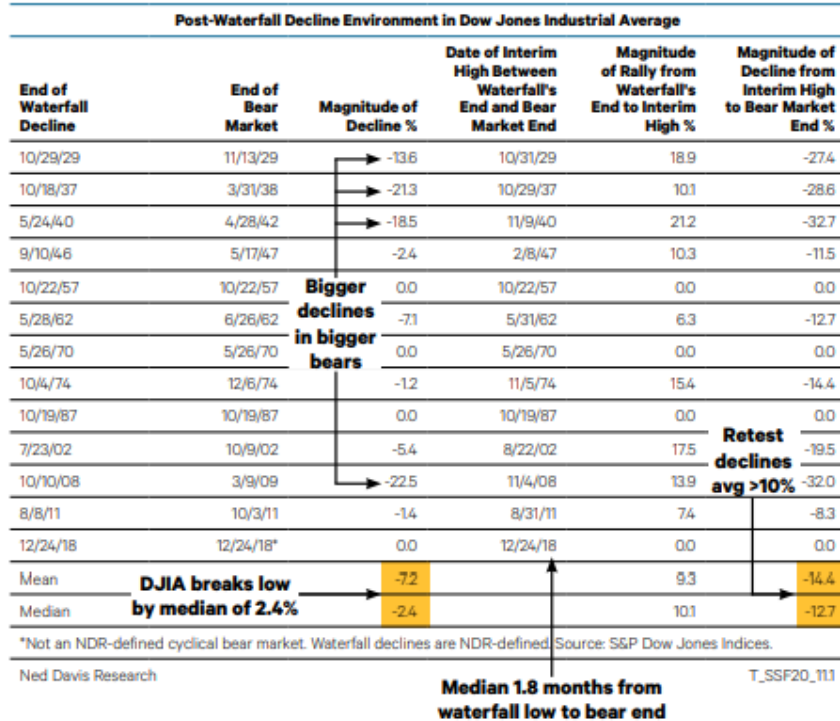 Post-Waterfall Decline Environment in Dow Jones Industrial Average
End of Waterfall Decline | End of Bear Market | Magnitude of Decline % | Date of Interim High Between Waterfall's End and Bear Market End | Magnitude of Rally from Waterfall's End to Interim High % | Magnitude of Decline from Interim High to Bear Market End %
10/29/29 11/13/29 -13.6 10/31/29 18.9 -27.4
10/18/37 3/31/38 -21.3 10/29/37 10.1 -28.6
5/24/40 4/28/42 -18.5 11/9/40 21.2 -32.7
9/10/46 5/17/47 -2.4 2/8/47 10.3 -11.5
10/22/57 10/22/57 0.0 10/22/57 0.0 0.0
5/28/62 6/26/62 -7.1 5/31/62 6.3 -12.7
5/26/70 5/26/70 0.0 5/26/70 0.0 0.0
10/4/74 12/6/74 -1.2 11/5/74 15.4 -14.4
10/19/87 10/19/87 0.0 10/19/87 0.0 0.0
7/23/02 10/9/02 -5.4 8/22/02 17.5 -19.5
10/10/08 3/9/09 -22.5 11/4/08 13.9 -32.0
8/8/11 10/3/11 -1.4 8/31/11 7.4 -8.3
12/24/18 12/24/18* 0.0 12/24/18 0.0 0.0
Mean -7.2 9.3 -14.4
Median -2.4 10.1 -12.7
Bigger
declines
in bigger
bears
Retest
declines
avg >10%
DJIA breaks low
by median of 2.4%
*Not an NDR-defined cyclical bear market. Waterfall declines are NDR-defined. Source: S&P Dow Jones Indices.
Ned Davis Research T_SSF20_11.1
Median 1.8 months from
waterfall low to bear end